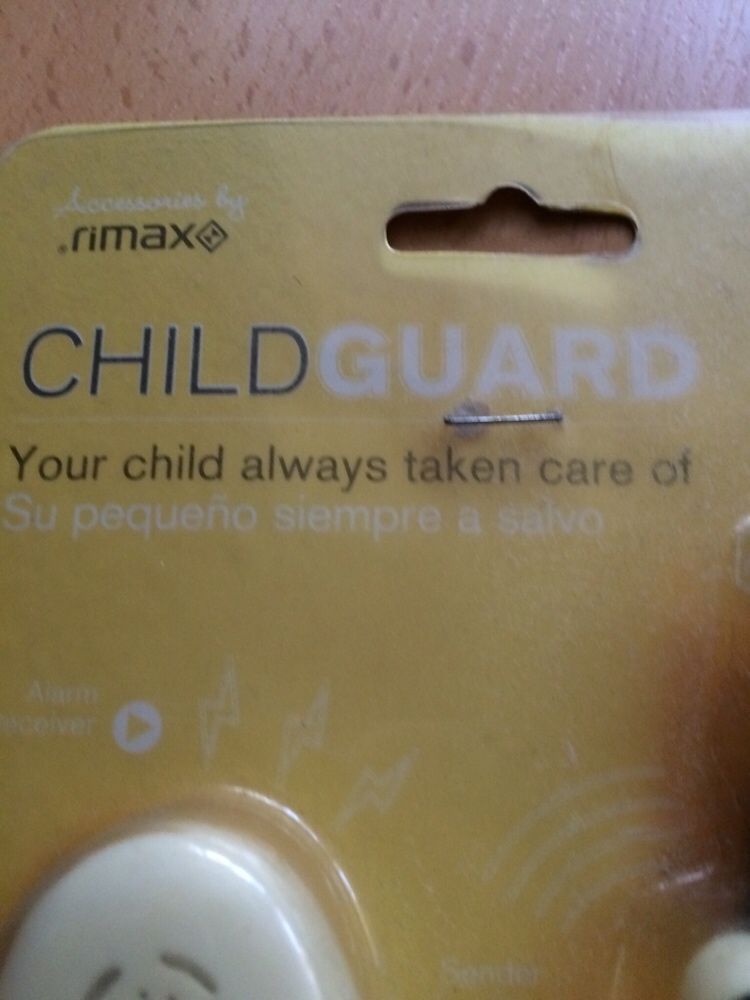 Accessories by
.rimax
CHILDGUARD
Your child always taken care of
Su pequeño siempre a salvo
Alarm
receiver
Sender